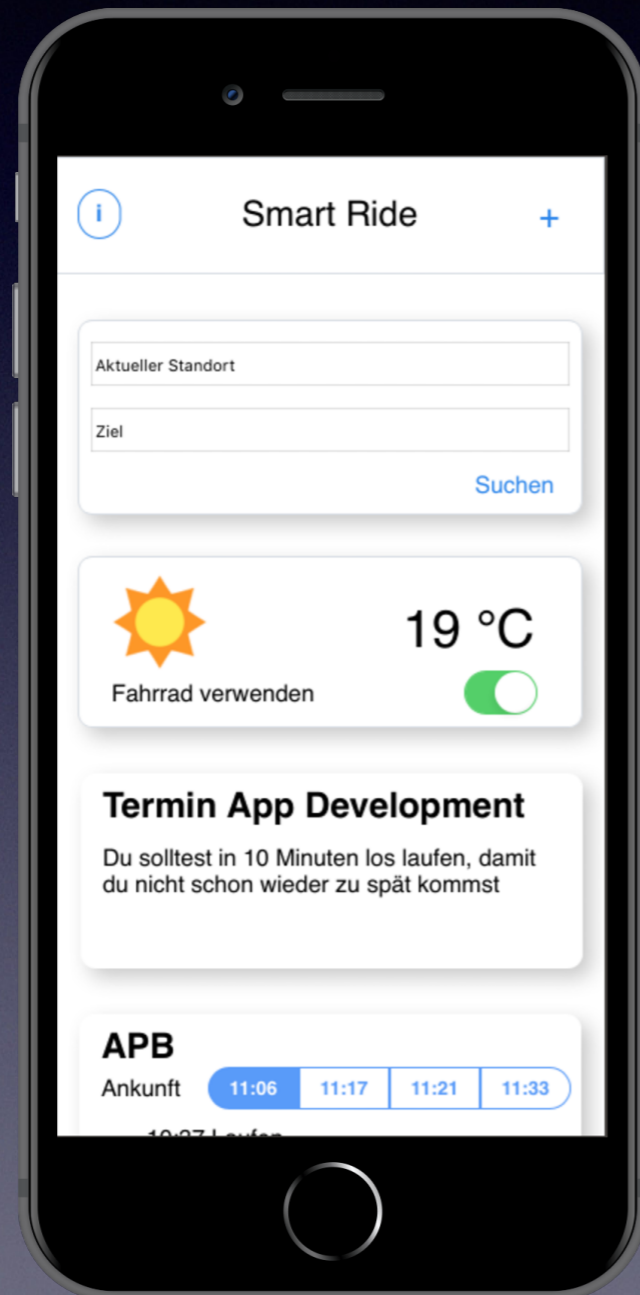 i
Smart Ride
+
Aktueller Standort
Ziel
Suchen
19 °C
Fahrrad verwenden
Termin App Development
Du solltest in 10 Minuten los laufen, damit
du nicht schon wieder zu spät kommst
APB
Ankunft 11:06 11:17 11:21 11:33